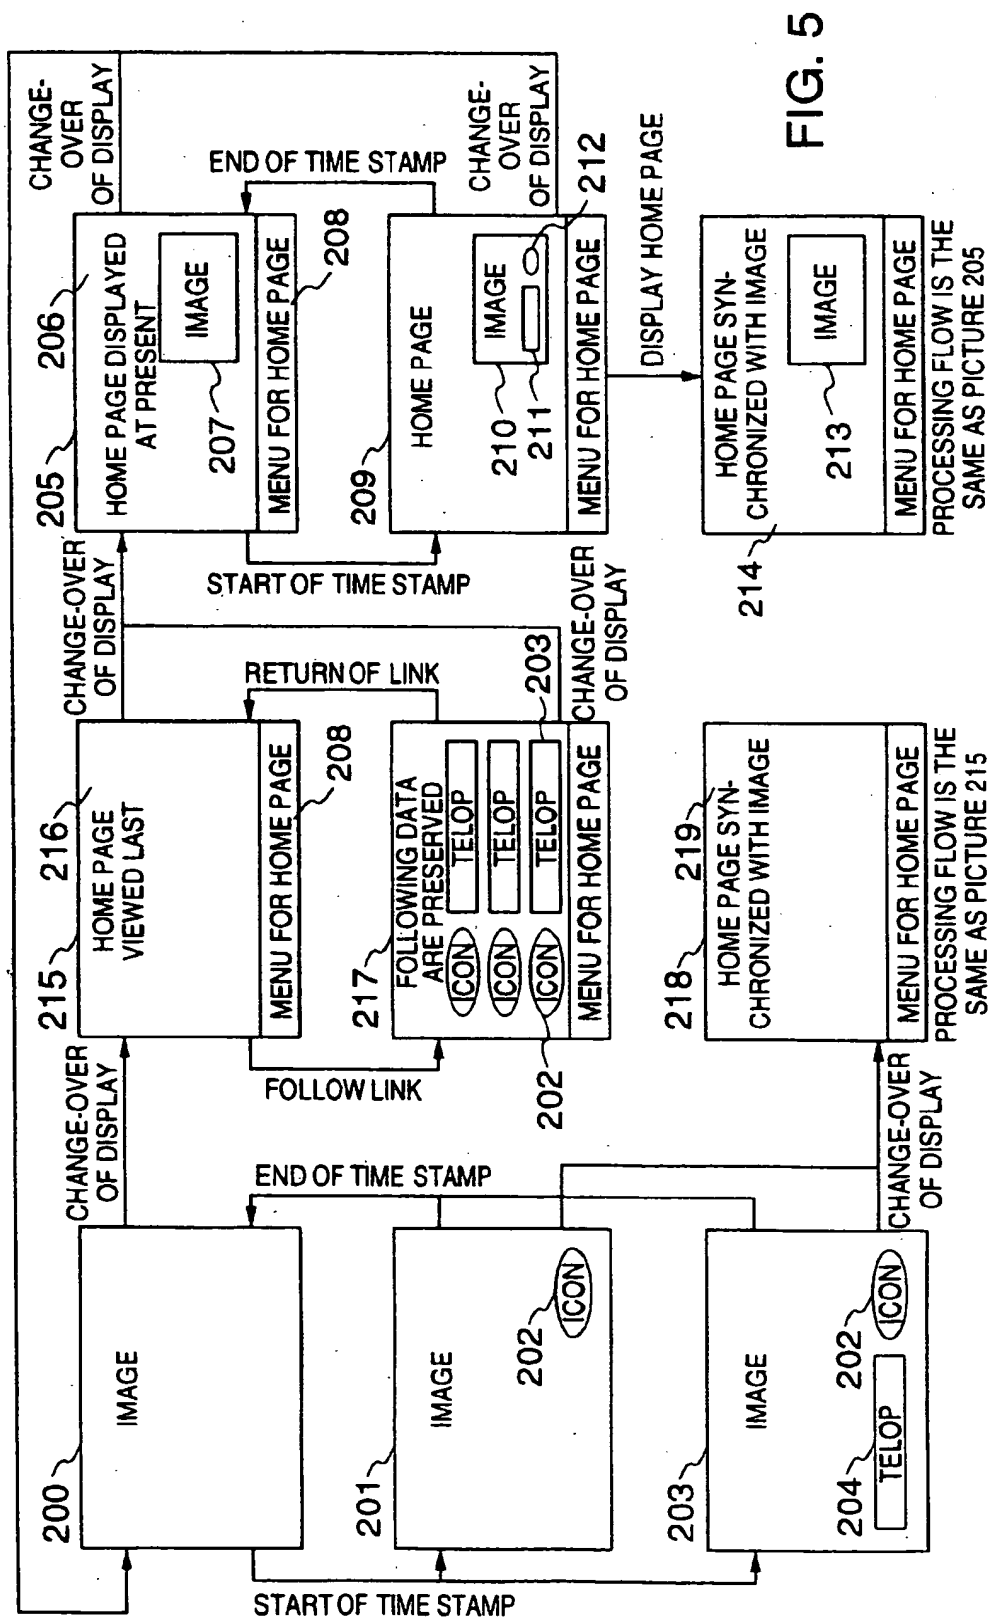 FIG. 5
200
IMAGE
START OF TIME STAMP
201
IMAGE
202
ICON
203
IMAGE
204
TELOP
202
ICON
END OF TIME STAMP
CHANGE-OVER
OF DISPLAY
CHANGE-OVER
OF DISPLAY
215
216
HOME PAGE
VIEWED LAST
MENU FOR HOME PAGE
208
FOLLOW LINK
RETURN OF LINK
217
FOLLOWING DATA
ARE PRESERVED
ICON
TELOP
ICON
TELOP
ICON
TELOP
202
203
MENU FOR HOME PAGE
218
219
HOME PAGE SYN-
CHRONIZED WITH IMAGE
MENU FOR HOME PAGE
PROCESSING FLOW IS THE
SAME AS PICTURE 215
CHANGE-OVER
OF DISPLAY
CHANGE-OVER
OF DISPLAY
205
206
HOME PAGE DISPLAYED
AT PRESENT
IMAGE
207
MENU FOR HOME PAGE
208
START OF TIME STAMP
END OF TIME STAMP
CHANGE-
OVER
OF DISPLAY
209
HOME PAGE
IMAGE
210
211
212
MENU FOR HOME PAGE
CHANGE-
OVER
OF DISPLAY
DISPLAY HOME PAGE
214
HOME PAGE SYN-
CHRONIZED WITH IMAGE
IMAGE
213
MENU FOR HOME PAGE
PROCESSING FLOW IS THE
SAME AS PICTURE 205